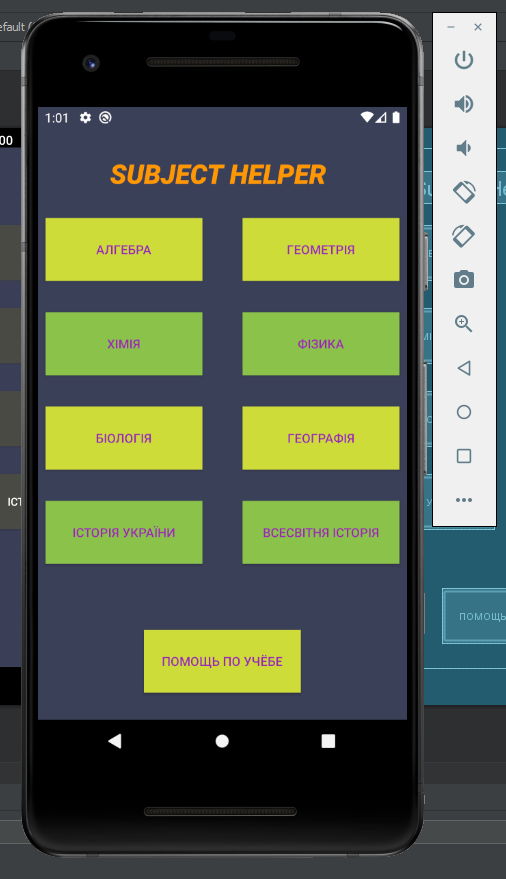 efault (
00
1:01
SUBJECT HELPER
АЛГЕБРА
ГЕОМЕТРІЯ
ХІМІЯ
ФІЗИКА
БІОЛОГІЯ
ГЕОГРАФІЯ
ІСТОРІЯ УКРАЇНИ
ВСЕСВІТНЯ ІСТОРІЯ
ІСТ
ПОМОЩЬ ПО УЧЁБЕ
ПОМОЩЬ